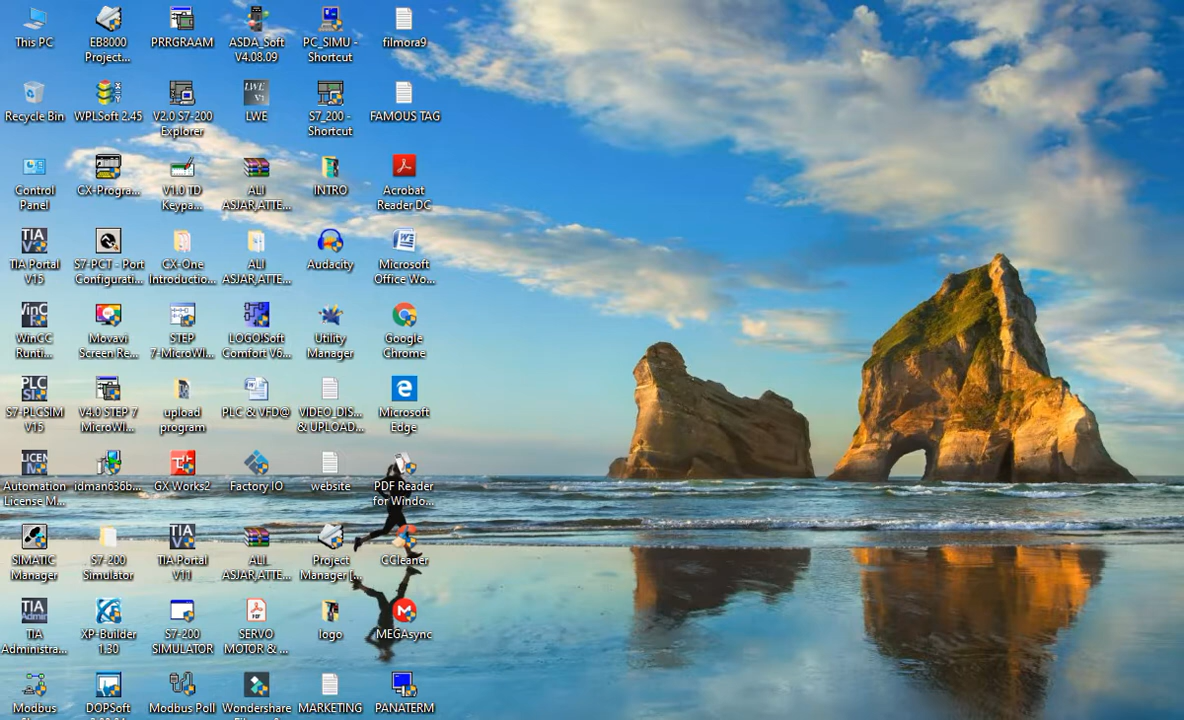 This PC
EB8000
Project...
PRRGRAAM
ASDA_Soft
V4.08.09
PC_SIMU -
Shortcut
filmora9
Recycle Bin
WPLSoft 2.45
V2.0 S7-200
Explorer
LWE
S7_200 -
Shortcut
FAMOUS TAG
Control
Panel
CX-Progra...
V1.0 TD
Keypa...
ALI
ASJAR,ATTE...
INTRO
Acrobat
Reader DC
TIA Portal
V15
S7-PCT - Port
Configurati...
CX-One
Introductio...
ALI
ASJAR,ATTE...
Audacity
Microsoft
Office Wo...
WinCC
Runti...
Movavi
Screen Re...
STEP
7-MicroWI...
LOGO!Soft
Comfort V6...
Utility
Manager
Google
Chrome
S7-PLCSIM
V15
V4.0 STEP 7
MicroWI...
upload
program
PLC & VFD@
VIDEO_DIS...
& UPLOAD...
Microsoft
Edge
Automation
License M...
idman636b...
GX Works2
Factory IO
website
PDF Reader
for Windo...
SIMATIC
Manager
S7-200
Simulator
TIA Portal
V11
ALI
ASJAR,ATTE...
Project
Manager [...
CCleaner
TIA
Administra...
XP-Builder
1.30
S7-200
SIMULATOR
SERVO
MOTOR & ...
logo
MEGAsync
Modbus
DOPSoft
Modbus Poll
Wondershare
MARKETING
PANATERM